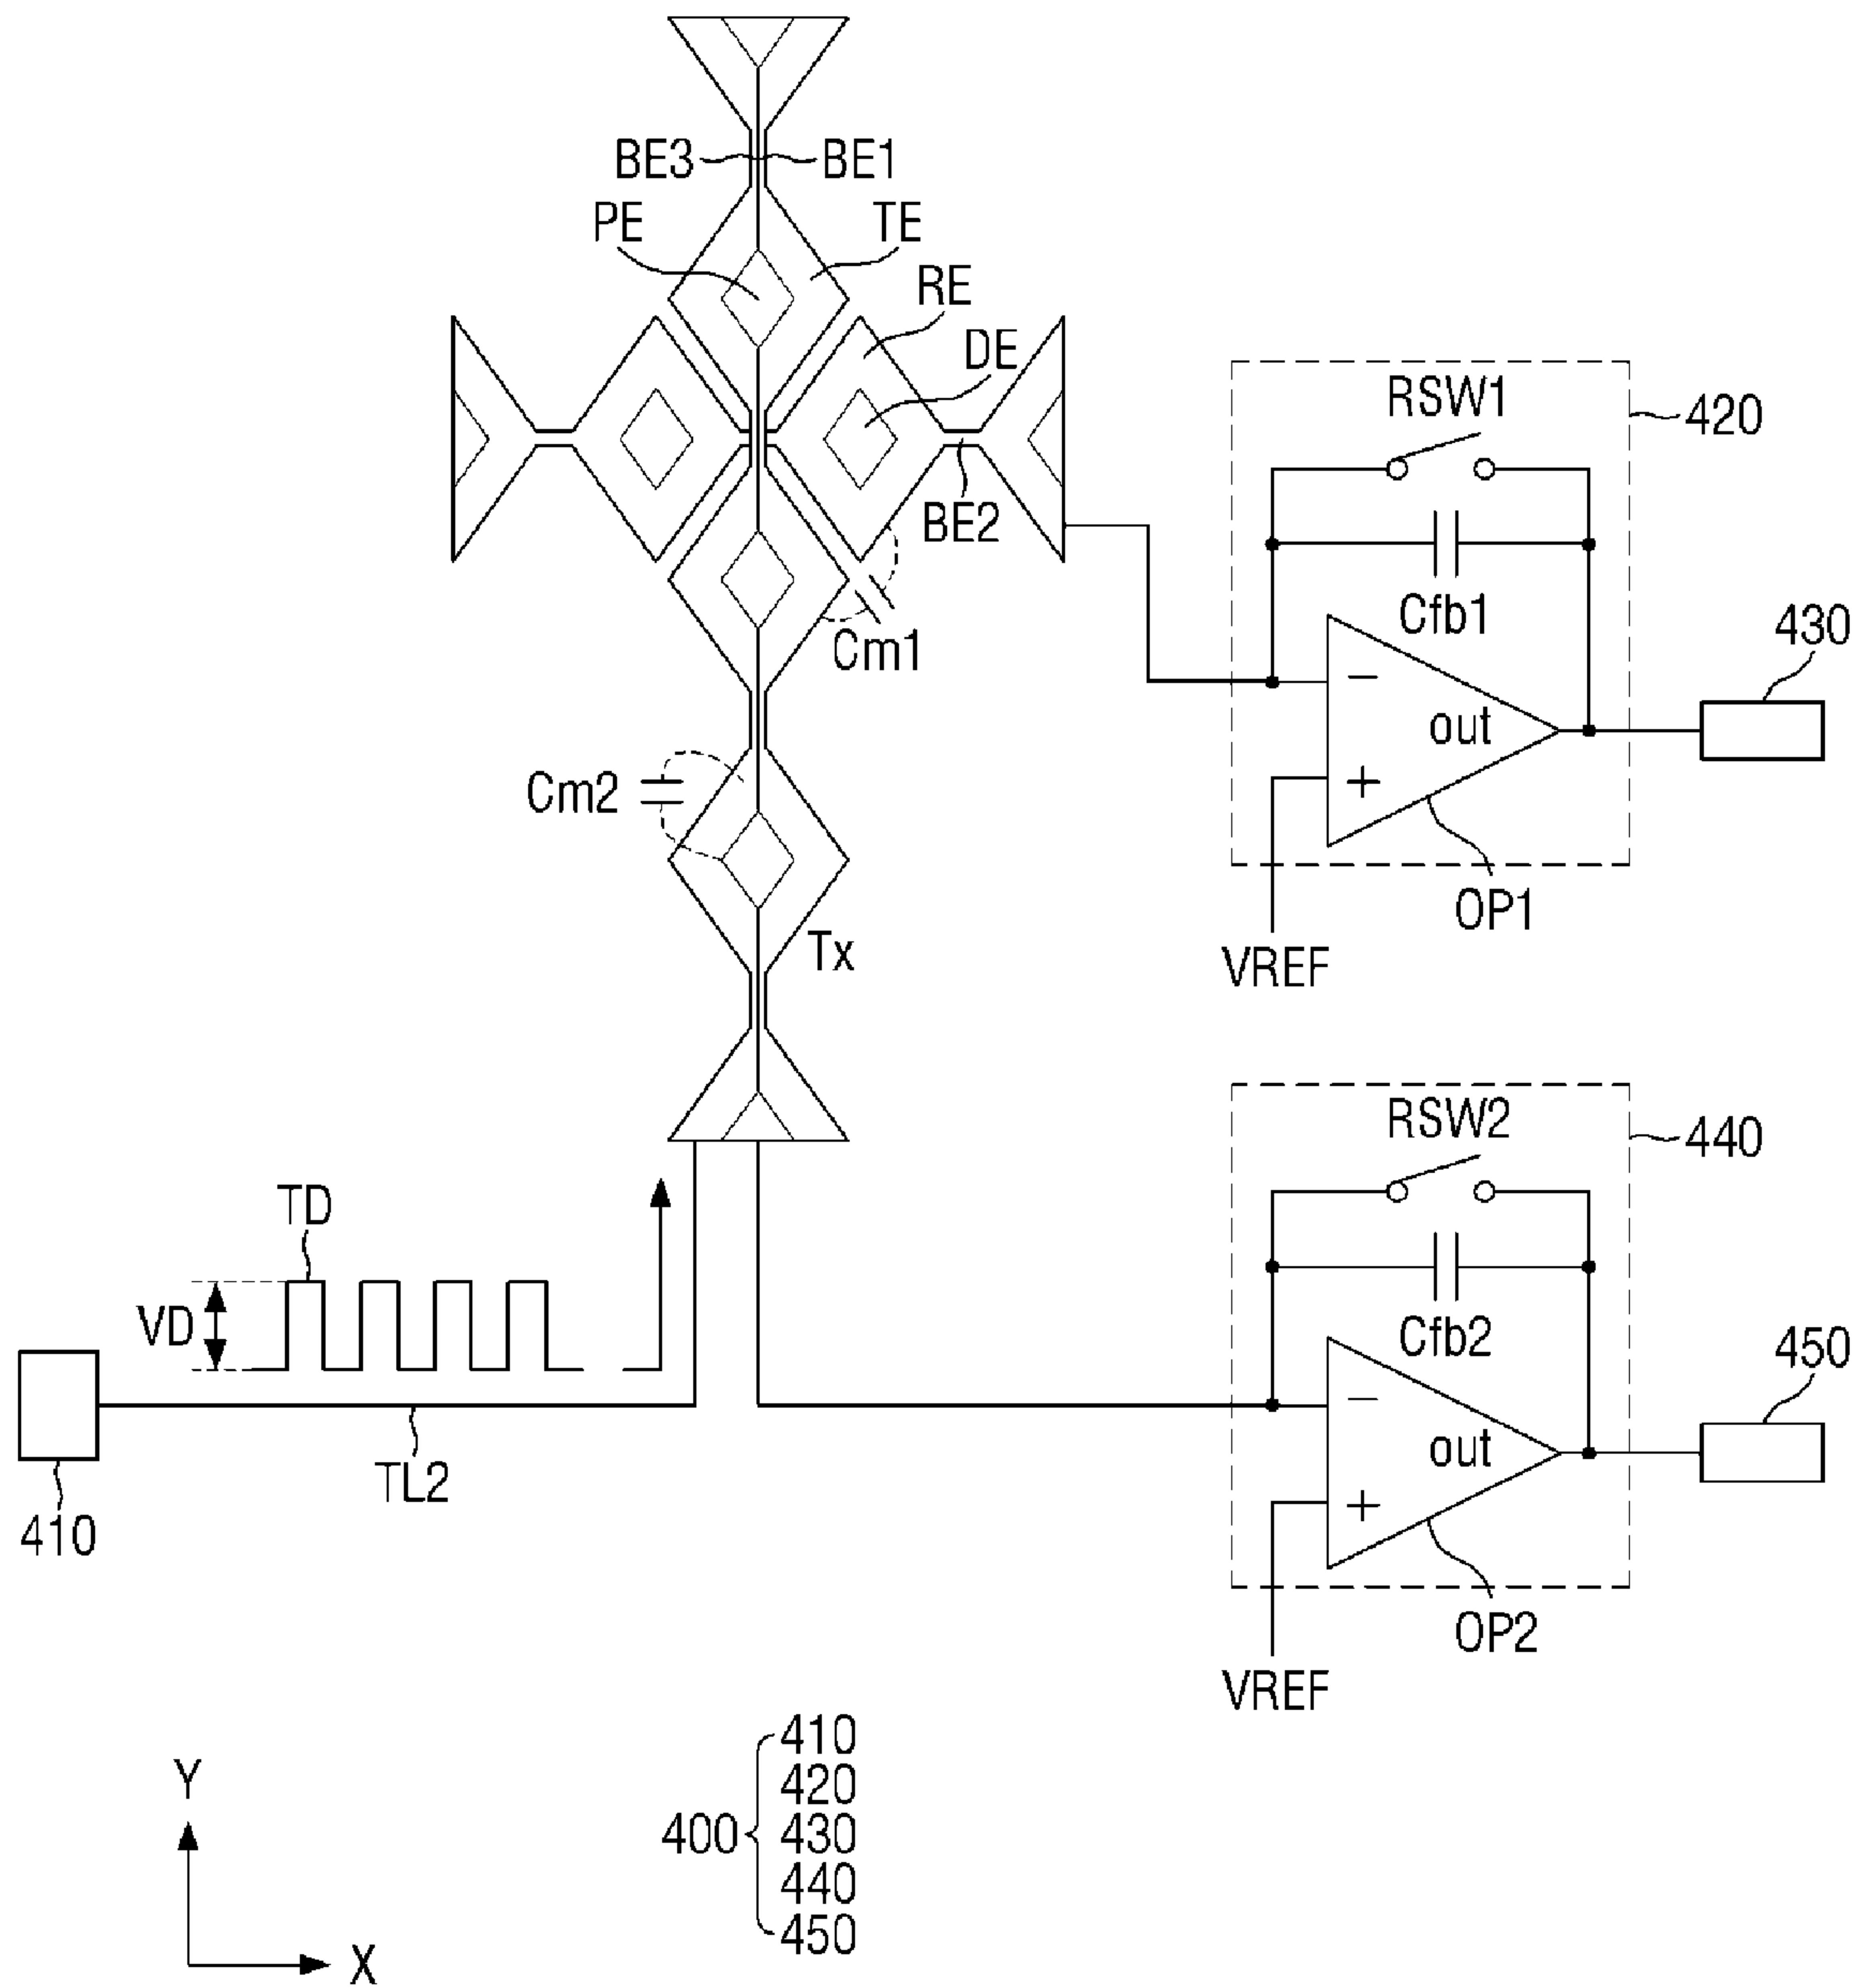 BE3 BE1
PE TE
RE
DE
RSW1
420
BE2
Cfb1
430
Cm1
−
out
Cm2
+
OP1
Tx
VREF
RSW2
440
TD
VD
Cfb2
450
−
out
TL2
410
+
OP2
VREF
410
420
400 430
440
450
Y
X